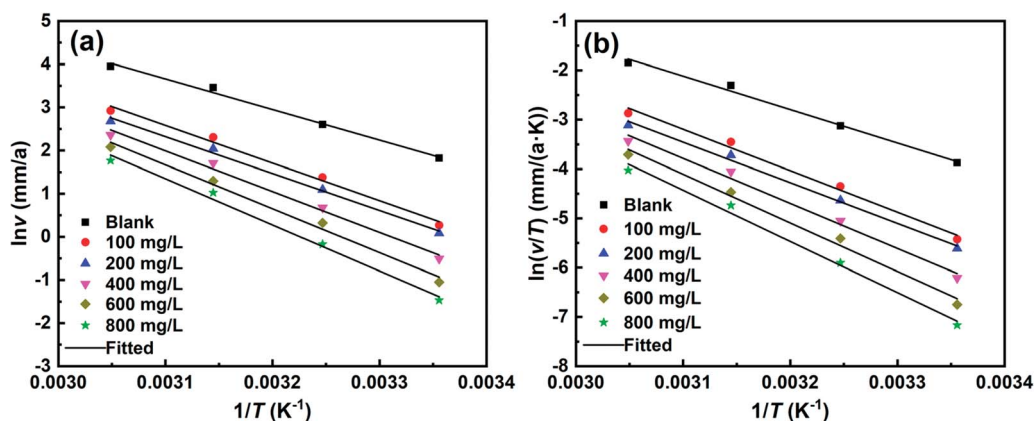 (a)
5
4
3
2
1
0
-1
-2
-3
lnv (mm/a)
Blank
100 mg/L
200 mg/L
400 mg/L
600 mg/L
800 mg/L
Fitted
0.0030 0.0031 0.0032 0.0033 0.0034
1/T (K⁻¹)
(b)
0
-1
-2
-3
-4
-5
-6
-7
-8
ln(v/T) (mm/(a·K)
Blank
100 mg/L
200 mg/L
400 mg/L
600 mg/L
800 mg/L
Fitted
0.0030 0.0031 0.0032 0.0033 0.0034
1/T (K⁻¹)